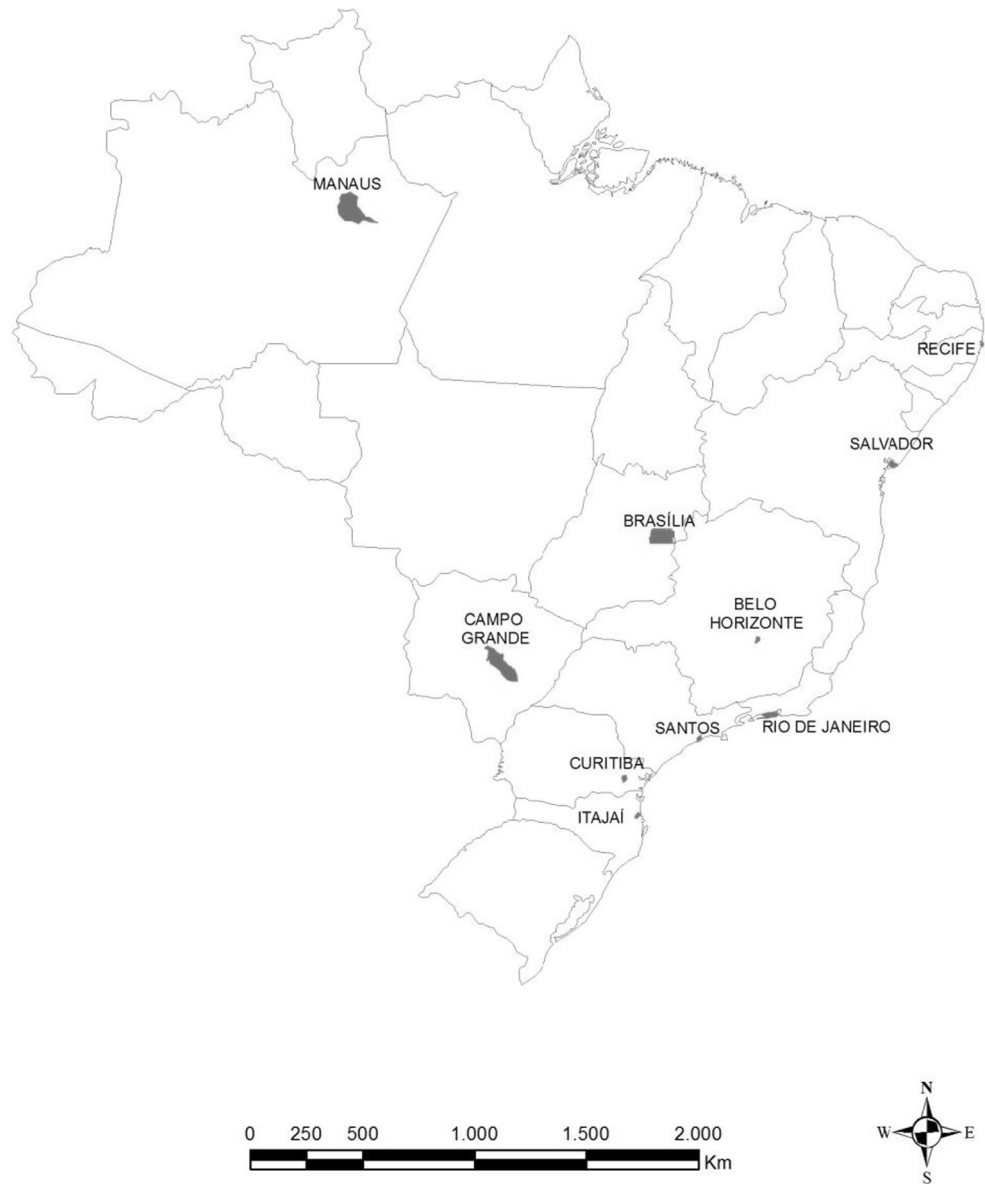 MANAUS
RECIFE
SALVADOR
BRASÍLIA
BELO
HORIZONTE
CAMPO
GRANDE
SANTOS
RIO DE JANEIRO
CURITIBA
ITAJAÍ
N
W
E
S
0 250 500 1.000 1.500 2.000
Km